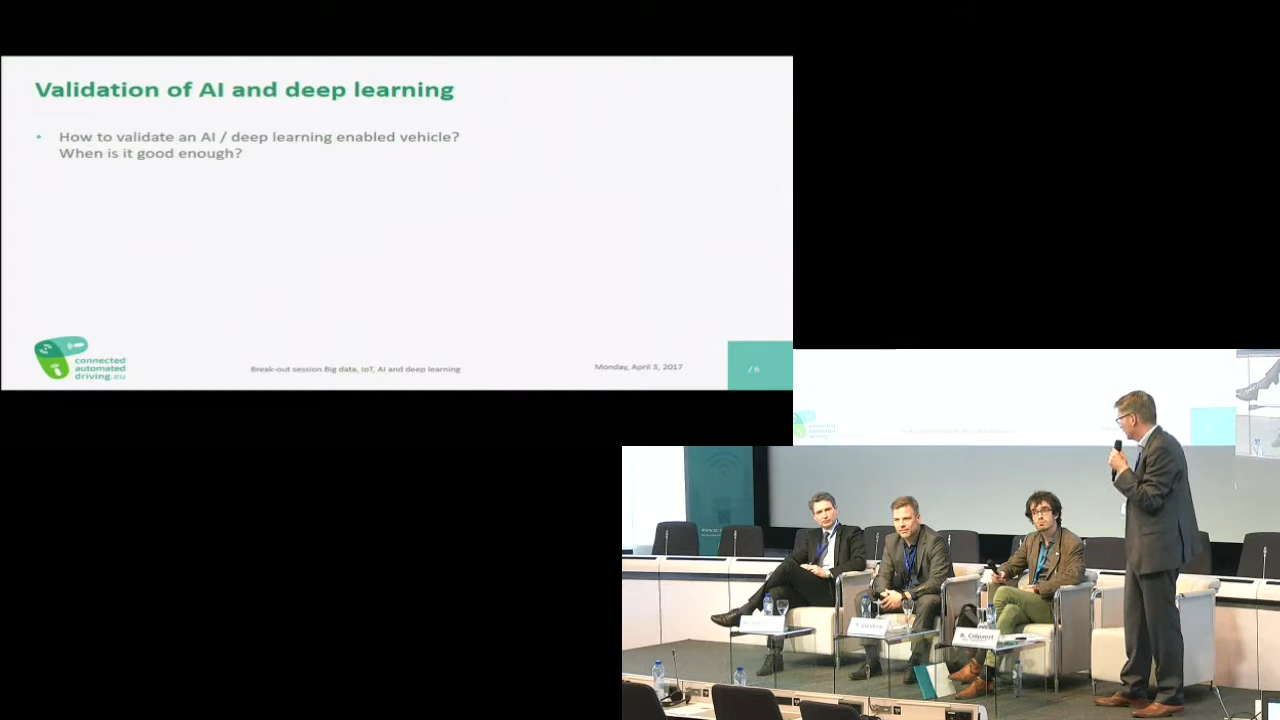 Validation of AI and deep learning
• How to validate an AI / deep learning enabled vehicle?
When is it good enough?
connected
automated
driving.eu
Break-out session Big data, IoT, AI and deep learning
Monday, April 3, 2017
/ 6
Colpaert